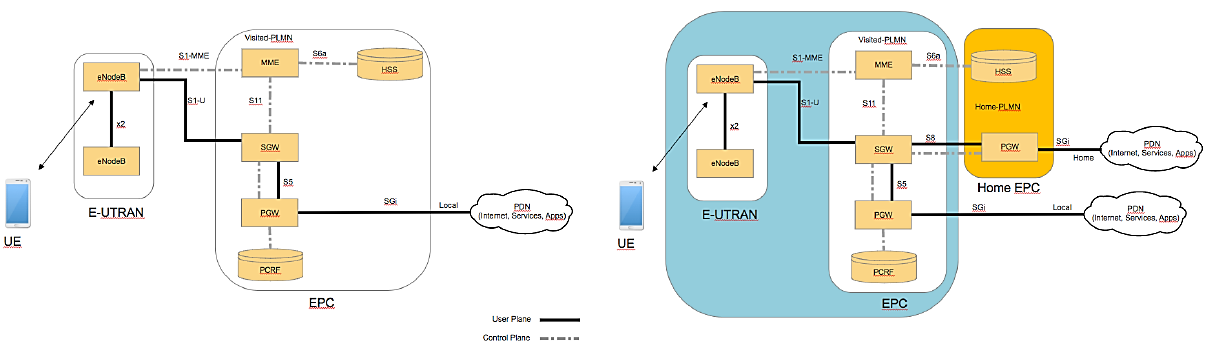 Visited-PLMN
S1-MME
S6a
MME
HSS
eNodeB
S11
S1-U
x2
SGW
eNodeB
S5
E-UTRAN
UE
PGW
SGi
Local
PDN
(Internet, Services, Apps)
PCRF
EPC
User Plane
Control Plane
Visited-PLMN
S1-MME
S6a
MME
HSS
eNodeB
S11
S1-U
Home-PLMN
x2
SGW
S8
PGW
SGi
Home
PDN
(Internet, Services, Apps)
eNodeB
S5
Home EPC
E-UTRAN
UE
PGW
SGi
Local
PDN
(Internet, Services, Apps)
PCRF
EPC